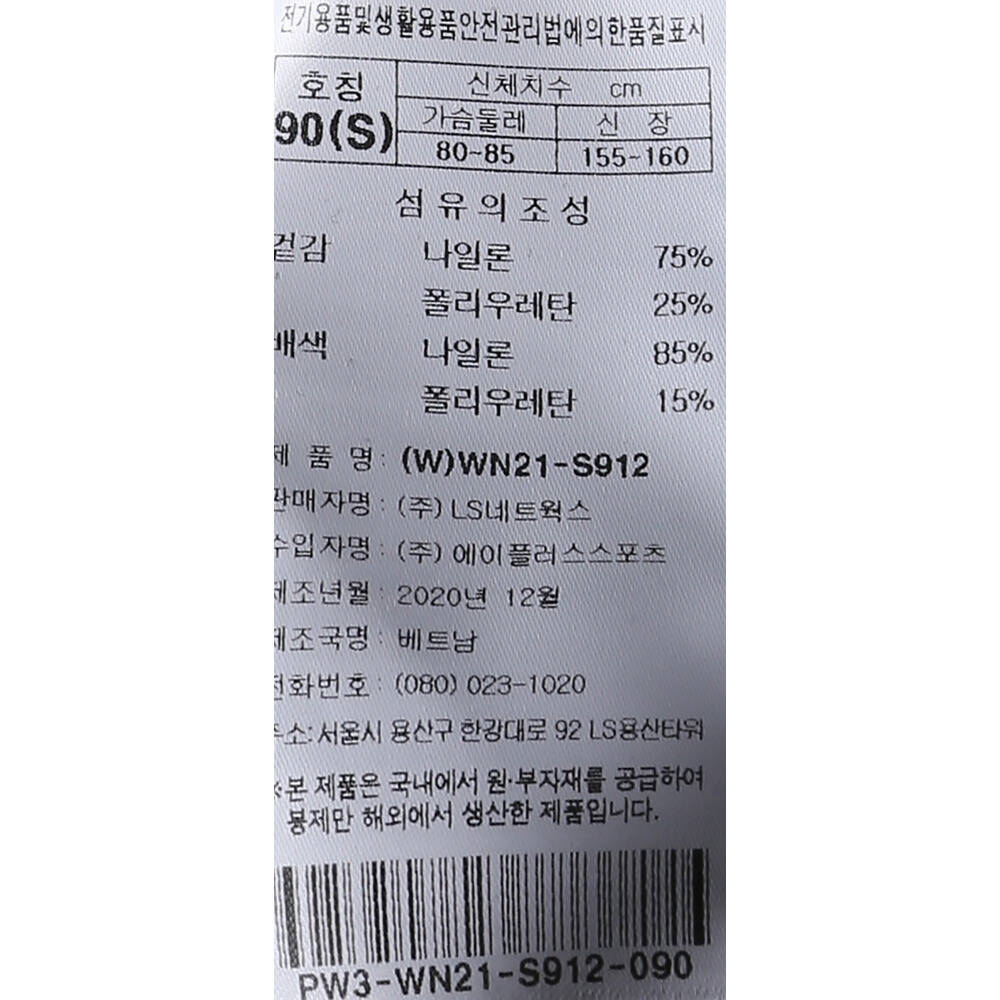 전기용품및생활용품안전관리법에의한품질표시
호칭 신체치수 cm
90(S) 가슴둘레 신 장
80~85 155~160
섬유의조성
겉감 나일론 75%
폴리우레탄 25%
배색 나일론 85%
폴리우레탄 15%
제 품 명: (W)WN21-S912
판매자명: (주) LS네트웍스
수입자명: (주) 에이플러스스포츠
제조년월: 2020년 12월
제조국명: 베트남
전화번호: (080) 023-1020
주소: 서울시 용산구 한강대로 92 LS용산타워
※본 제품은 국내에서 원·부자재를 공급하여
봉제만 해외에서 생산한 제품입니다.
PW3-WN21-S912-090